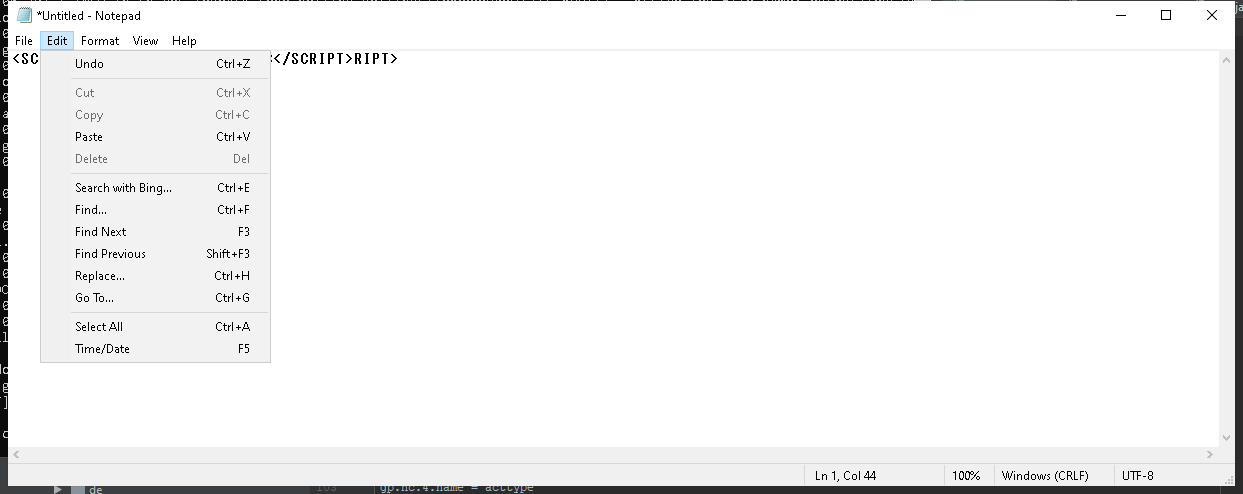 *Untitled - Notepad
File Edit Format View Help
<SC </SCRIPT>RIPT>
Undo Ctrl+Z
Cut Ctrl+X
Copy Ctrl+C
Paste Ctrl+V
Delete Del
Search with Bing... Ctrl+E
Find... Ctrl+F
Find Next F3
Find Previous Shift+F3
Replace... Ctrl+H
Go To... Ctrl+G
Select All Ctrl+A
Time/Date F5
Ln 1, Col 44 100% Windows (CRLF) UTF-8
de gp.nc.4.name = acttype